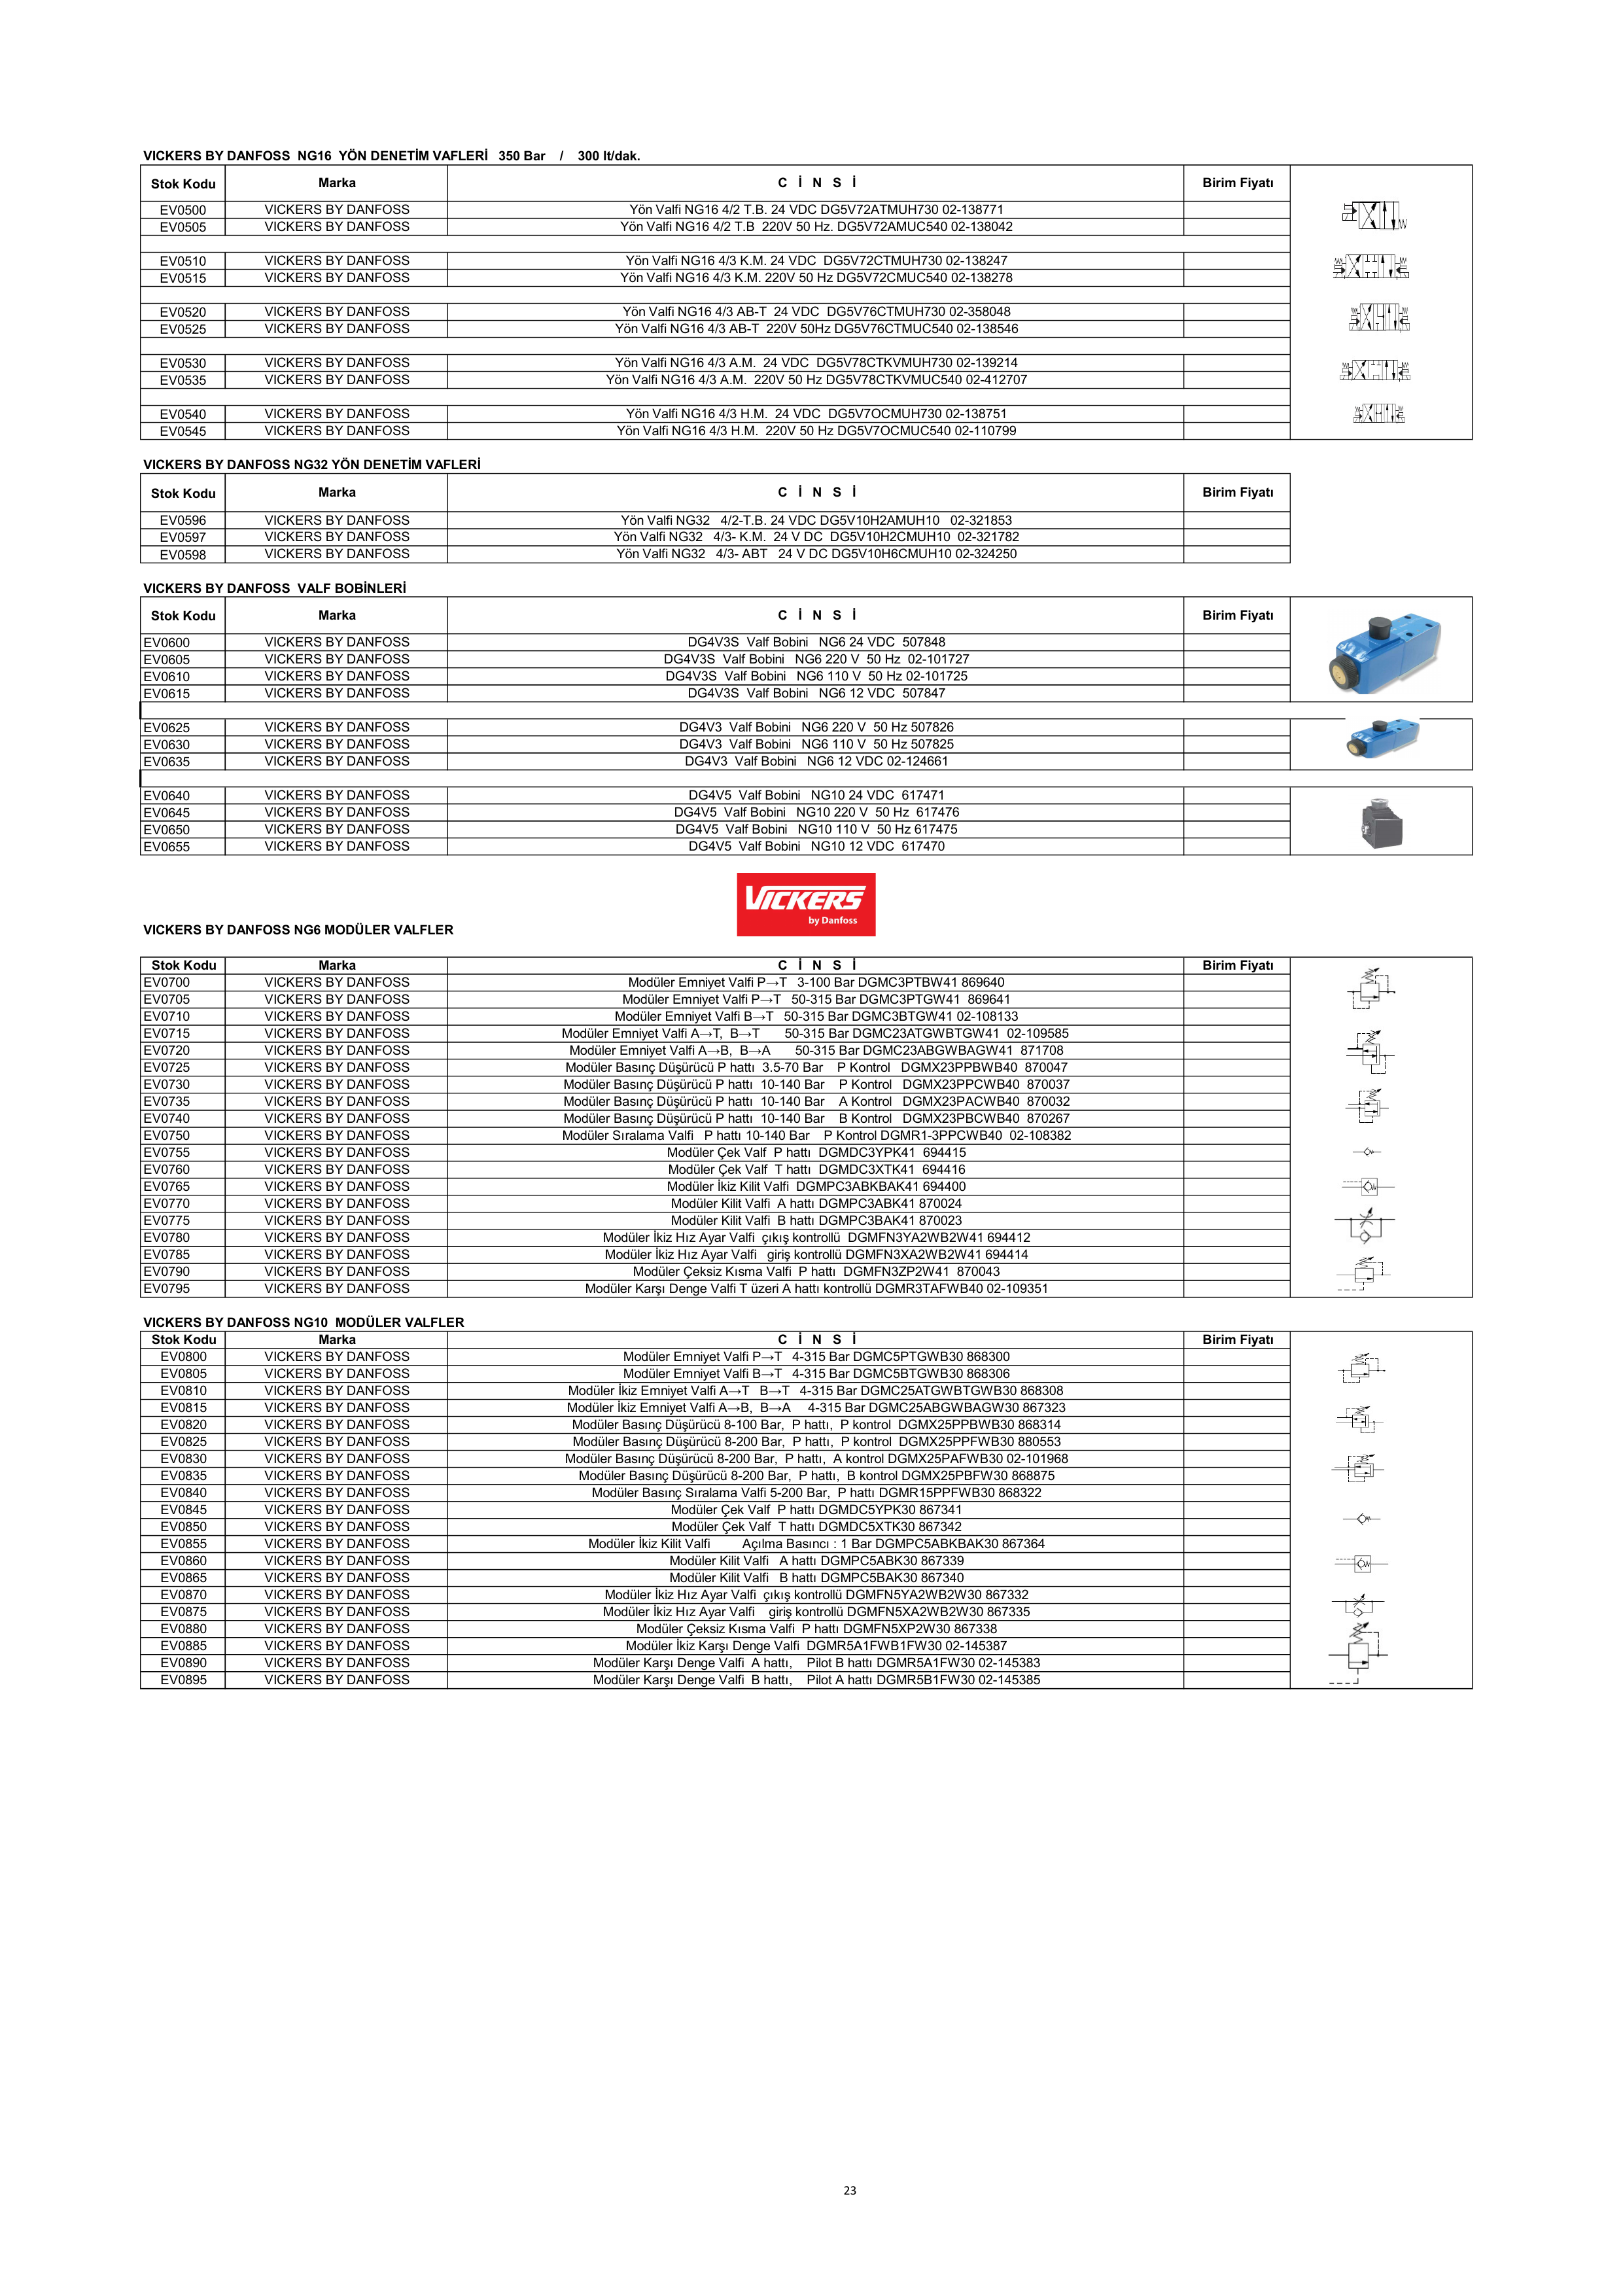 VICKERS BY DANFOSS  NG16  YÖN DENETİM VAFLERİ   350 Bar    /    300 lt/dak.
Stok Kodu Marka C İ N S İ Birim Fiyatı
EV0500 VICKERS BY DANFOSS Yön Valfi NG16 4/2 T.B. 24 VDC DG5V72ATMUH730 02-138771
EV0505 VICKERS BY DANFOSS Yön Valfi NG16 4/2 T.B  220V 50 Hz. DG5V72AMUC540 02-138042
EV0510 VICKERS BY DANFOSS Yön Valfi NG16 4/3 K.M. 24 VDC  DG5V72CTMUH730 02-138247
EV0515 VICKERS BY DANFOSS Yön Valfi NG16 4/3 K.M. 220V 50 Hz DG5V72CMUC540 02-138278
EV0520 VICKERS BY DANFOSS Yön Valfi NG16 4/3 AB-T  24 VDC  DG5V76CTMUH730 02-358048
EV0525 VICKERS BY DANFOSS Yön Valfi NG16 4/3 AB-T  220V 50Hz DG5V76CTMUC540 02-138546
EV0530 VICKERS BY DANFOSS Yön Valfi NG16 4/3 A.M.  24 VDC  DG5V78CTKVMUH730 02-139214
EV0535 VICKERS BY DANFOSS Yön Valfi NG16 4/3 A.M.  220V 50 Hz DG5V78CTKVMUC540 02-412707
EV0540 VICKERS BY DANFOSS Yön Valfi NG16 4/3 H.M.  24 VDC  DG5V7OCMUH730 02-138751
EV0545 VICKERS BY DANFOSS Yön Valfi NG16 4/3 H.M.  220V 50 Hz DG5V7OCMUC540 02-110799
VICKERS BY DANFOSS NG32 YÖN DENETİM VAFLERİ
Stok Kodu Marka C İ N S İ Birim Fiyatı
EV0596 VICKERS BY DANFOSS Yön Valfi NG32   4/2-T.B. 24 VDC DG5V10H2AMUH10   02-321853
EV0597 VICKERS BY DANFOSS Yön Valfi NG32   4/3- K.M.  24 V DC  DG5V10H2CMUH10  02-321782
EV0598 VICKERS BY DANFOSS Yön Valfi NG32   4/3- ABT   24 V DC DG5V10H6CMUH10 02-324250
VICKERS BY DANFOSS  VALF BOBİNLERİ
Stok Kodu Marka C İ N S İ Birim Fiyatı
EV0600 VICKERS BY DANFOSS DG4V3S  Valf Bobini   NG6 24 VDC  507848
EV0605 VICKERS BY DANFOSS DG4V3S  Valf Bobini   NG6 220 V  50 Hz  02-101727
EV0610 VICKERS BY DANFOSS DG4V3S  Valf Bobini   NG6 110 V  50 Hz 02-101725
EV0615 VICKERS BY DANFOSS DG4V3S  Valf Bobini   NG6 12 VDC  507847
EV0625 VICKERS BY DANFOSS DG4V3  Valf Bobini   NG6 220 V  50 Hz 507826
EV0630 VICKERS BY DANFOSS DG4V3  Valf Bobini   NG6 110 V  50 Hz 507825
EV0635 VICKERS BY DANFOSS DG4V3  Valf Bobini   NG6 12 VDC 02-124661
EV0640 VICKERS BY DANFOSS DG4V5  Valf Bobini   NG10 24 VDC  617471
EV0645 VICKERS BY DANFOSS DG4V5  Valf Bobini   NG10 220 V  50 Hz  617476
EV0650 VICKERS BY DANFOSS DG4V5  Valf Bobini   NG10 110 V  50 Hz 617475
EV0655 VICKERS BY DANFOSS DG4V5  Valf Bobini   NG10 12 VDC  617470
VICKERS
by Danfoss
VICKERS BY DANFOSS NG6 MODÜLER VALFLER
Stok Kodu Marka C İ N S İ Birim Fiyatı
EV0700 VICKERS BY DANFOSS Modüler Emniyet Valfi P→T   3-100 Bar DGMC3PTBW41 869640
EV0705 VICKERS BY DANFOSS Modüler Emniyet Valfi P→T   50-315 Bar DGMC3PTGW41  869641
EV0710 VICKERS BY DANFOSS Modüler Emniyet Valfi B→T   50-315 Bar DGMC3BTGW41 02-108133
EV0715 VICKERS BY DANFOSS Modüler Emniyet Valfi A→T,  B→T       50-315 Bar DGMC23ATGWBTGW41  02-109585
EV0720 VICKERS BY DANFOSS Modüler Emniyet Valfi A→B,  B→A       50-315 Bar DGMC23ABGWBAGW41  871708
EV0725 VICKERS BY DANFOSS Modüler Basınç Düşürücü P hattı  3.5-70 Bar    P Kontrol   DGMX23PPBWB40  870047
EV0730 VICKERS BY DANFOSS Modüler Basınç Düşürücü P hattı  10-140 Bar    P Kontrol   DGMX23PPCWB40  870037
EV0735 VICKERS BY DANFOSS Modüler Basınç Düşürücü P hattı  10-140 Bar    A Kontrol   DGMX23PACWB40  870032
EV0740 VICKERS BY DANFOSS Modüler Basınç Düşürücü P hattı  10-140 Bar    B Kontrol   DGMX23PBCWB40  870267
EV0750 VICKERS BY DANFOSS Modüler Sıralama Valfi   P hattı 10-140 Bar    P Kontrol DGMR1-3PPCWB40  02-108382
EV0755 VICKERS BY DANFOSS Modüler Çek Valf  P hattı  DGMDC3YPK41  694415
EV0760 VICKERS BY DANFOSS Modüler Çek Valf  T hattı  DGMDC3XTK41  694416
EV0765 VICKERS BY DANFOSS Modüler İkiz Kilit Valfi  DGMPC3ABKBAK41 694400
EV0770 VICKERS BY DANFOSS Modüler Kilit Valfi  A hattı DGMPC3ABK41 870024
EV0775 VICKERS BY DANFOSS Modüler Kilit Valfi  B hattı DGMPC3BAK41 870023
EV0780 VICKERS BY DANFOSS Modüler İkiz Hız Ayar Valfi  çıkış kontrollü  DGMFN3YA2WB2W41 694412
EV0785 VICKERS BY DANFOSS Modüler İkiz Hız Ayar Valfi   giriş kontrollü DGMFN3XA2WB2W41 694414
EV0790 VICKERS BY DANFOSS Modüler Çeksiz Kısma Valfi  P hattı  DGMFN3ZP2W41  870043
EV0795 VICKERS BY DANFOSS Modüler Karşı Denge Valfi T üzeri A hattı kontrollü DGMR3TAFWB40 02-109351
VICKERS BY DANFOSS NG10  MODÜLER VALFLER
Stok Kodu Marka C İ N S İ Birim Fiyatı
EV0800 VICKERS BY DANFOSS Modüler Emniyet Valfi P→T   4-315 Bar DGMC5PTGWB30 868300
EV0805 VICKERS BY DANFOSS Modüler Emniyet Valfi B→T   4-315 Bar DGMC5BTGWB30 868306
EV0810 VICKERS BY DANFOSS Modüler İkiz Emniyet Valfi A→T   B→T   4-315 Bar DGMC25ATGWBTGWB30 868308
EV0815 VICKERS BY DANFOSS Modüler İkiz Emniyet Valfi A→B,  B→A     4-315 Bar DGMC25ABGWBAGW30 867323
EV0820 VICKERS BY DANFOSS Modüler Basınç Düşürücü 8-100 Bar,  P hattı,  P kontrol  DGMX25PPBWB30 868314
EV0825 VICKERS BY DANFOSS Modüler Basınç Düşürücü 8-200 Bar,  P hattı,  P kontrol  DGMX25PPFWB30 880553
EV0830 VICKERS BY DANFOSS Modüler Basınç Düşürücü 8-200 Bar,  P hattı,  A kontrol DGMX25PAFWB30 02-101968
EV0835 VICKERS BY DANFOSS Modüler Basınç Düşürücü 8-200 Bar,  P hattı,  B kontrol DGMX25PBFW30 868875
EV0840 VICKERS BY DANFOSS Modüler Basınç Sıralama Valfi 5-200 Bar,  P hattı DGMR15PPFWB30 868322
EV0845 VICKERS BY DANFOSS Modüler Çek Valf  P hattı DGMDC5YPK30 867341
EV0850 VICKERS BY DANFOSS Modüler Çek Valf  T hattı DGMDC5XTK30 867342
EV0855 VICKERS BY DANFOSS Modüler İkiz Kilit Valfi         Açılma Basıncı : 1 Bar DGMPC5ABKBAK30 867364
EV0860 VICKERS BY DANFOSS Modüler Kilit Valfi   A hattı DGMPC5ABK30 867339
EV0865 VICKERS BY DANFOSS Modüler Kilit Valfi   B hattı DGMPC5BAK30 867340
EV0870 VICKERS BY DANFOSS Modüler İkiz Hız Ayar Valfi  çıkış kontrollü DGMFN5YA2WB2W30 867332
EV0875 VICKERS BY DANFOSS Modüler İkiz Hız Ayar Valfi    giriş kontrollü DGMFN5XA2WB2W30 867335
EV0880 VICKERS BY DANFOSS Modüler Çeksiz Kısma Valfi  P hattı DGMFN5XP2W30 867338
EV0885 VICKERS BY DANFOSS Modüler İkiz Karşı Denge Valfi  DGMR5A1FWB1FW30 02-145387
EV0890 VICKERS BY DANFOSS Modüler Karşı Denge Valfi  A hattı,    Pilot B hattı DGMR5A1FW30 02-145383
EV0895 VICKERS BY DANFOSS Modüler Karşı Denge Valfi  B hattı,    Pilot A hattı DGMR5B1FW30 02-145385
23